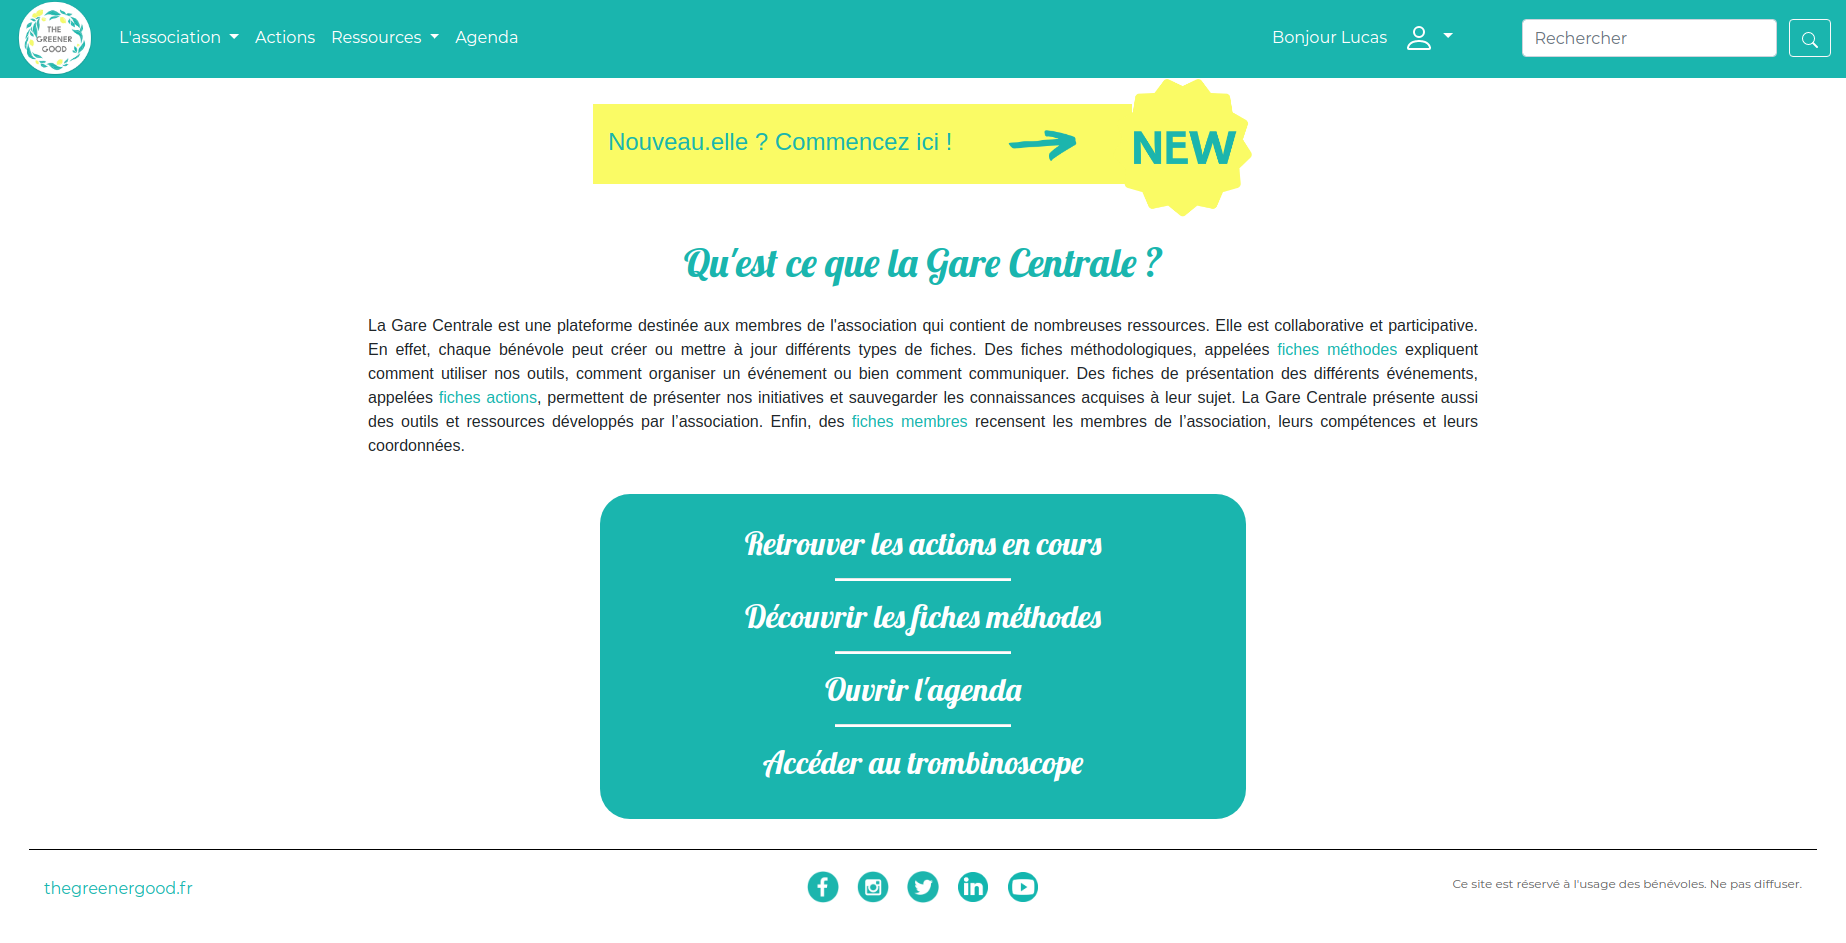 THE
GREENER
GOOD
L'association
Actions
Ressources
Agenda
Bonjour Lucas
Rechercher
Nouveau.elle ? Commencez ici !
NEW
Qu'est ce que la Gare Centrale ?
La Gare Centrale est une plateforme destinée aux membres de l'association qui contient de nombreuses ressources. Elle est collaborative et participative.
En effet, chaque bénévole peut créer ou mettre à jour différents types de fiches. Des fiches méthodologiques, appelées fiches méthodes expliquent
comment utiliser nos outils, comment organiser un événement ou bien comment communiquer. Des fiches de présentation des différents événements,
appelées fiches actions, permettent de présenter nos initiatives et sauvegarder les connaissances acquises à leur sujet. La Gare Centrale présente aussi
des outils et ressources développés par l’association. Enfin, des fiches membres recensent les membres de l’association, leurs compétences et leurs
coordonnées.
Retrouver les actions en cours
Découvrir les fiches méthodes
Ouvrir l'agenda
Accéder au trombinoscope
thegreenergood.fr
Ce site est réservé à l'usage des bénévoles. Ne pas diffuser.